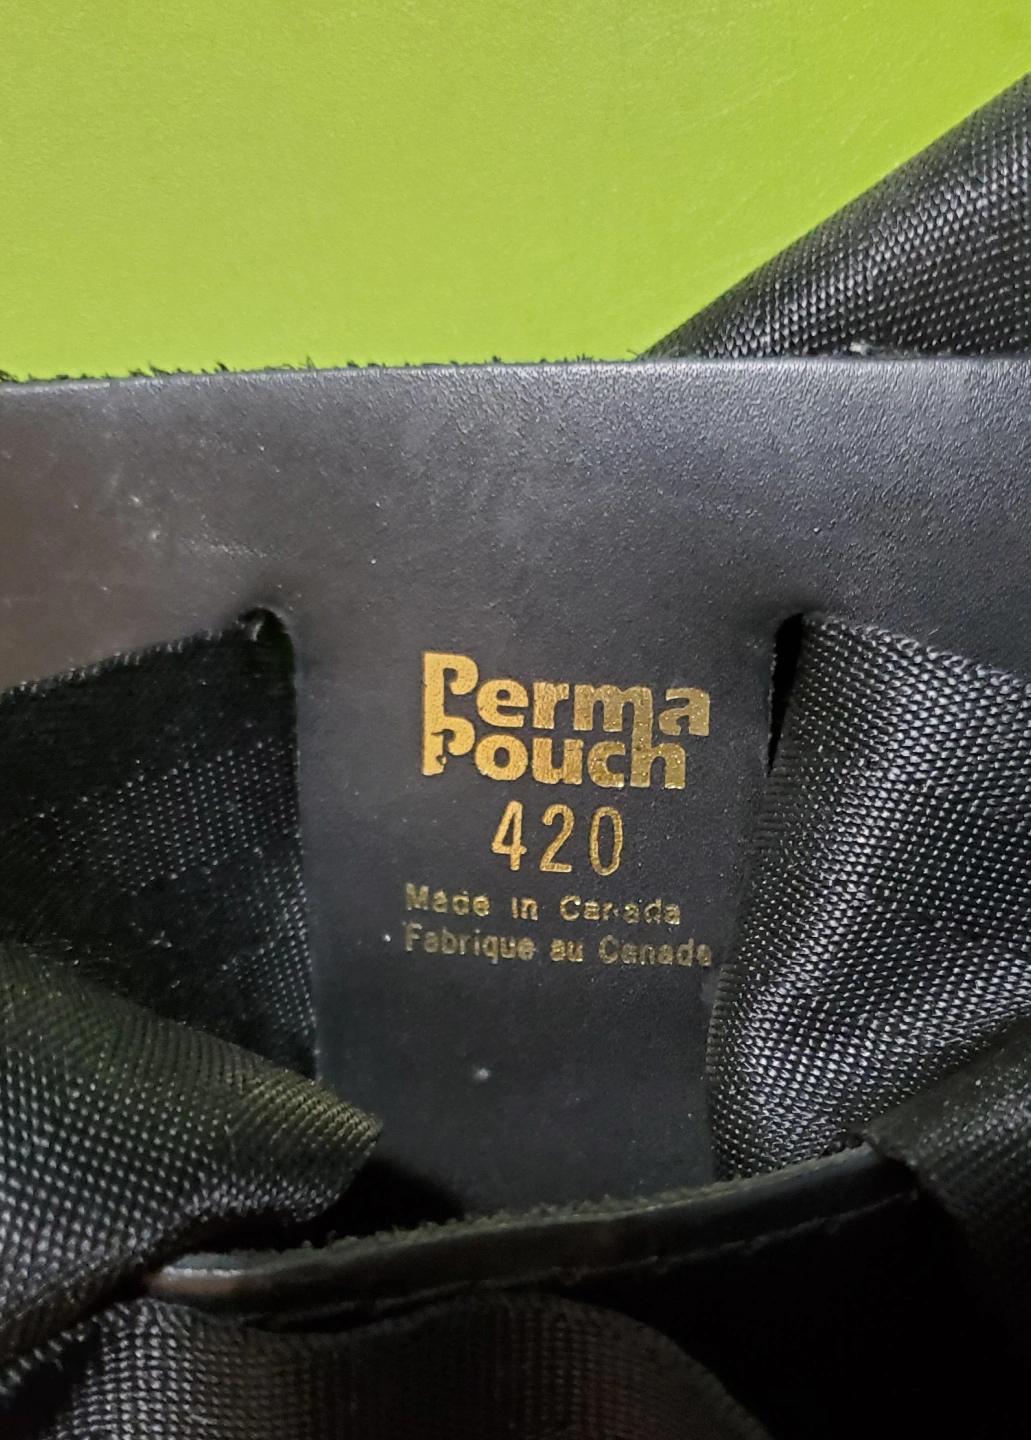 Perma
Pouch
420
Made in Canada
Fabrique au Canada